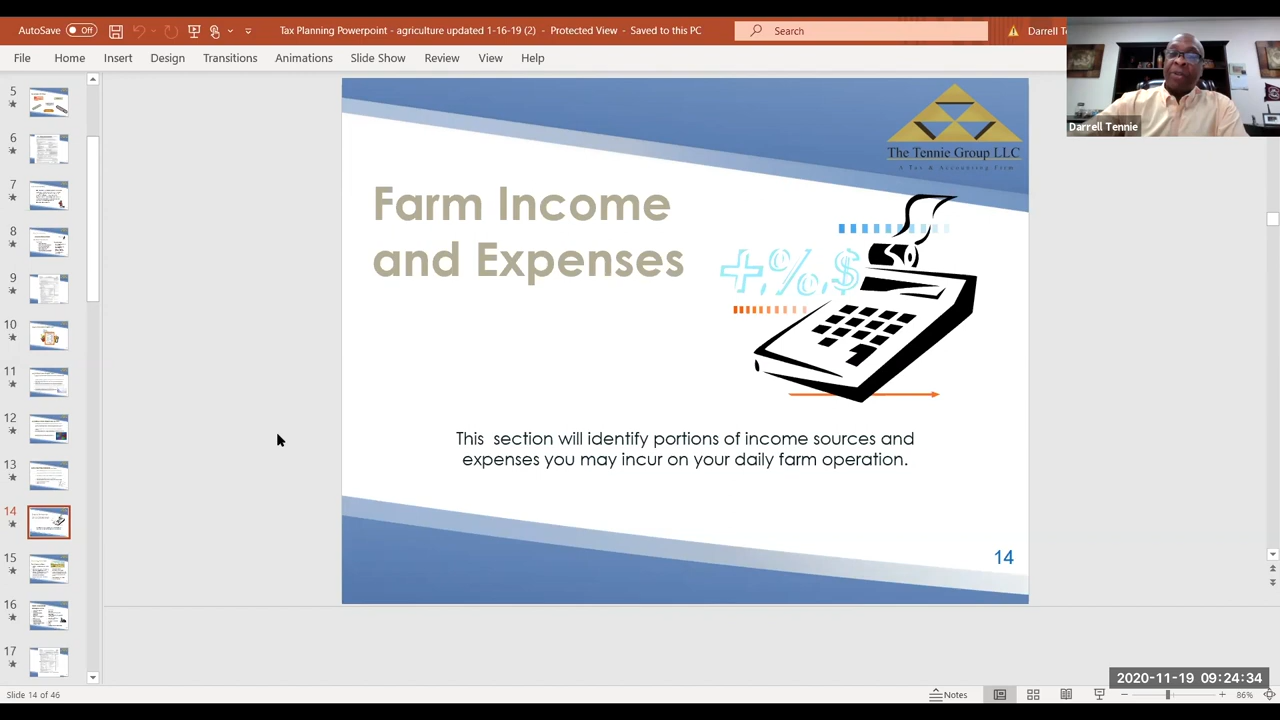 AutoSave Off
Tax Planning Powerpoint - agriculture updated 1-16-19 (2) - Protected View - Saved to this PC
Search
Darrell Te
File Home Insert Design Slide Show Transitions Animations Review View Help
Darrell Tennie
5
6
7
8
9
10
11
12
13
14
15
16
17
The Tennie Group LLC
A Tax & Accounting Firm
Farm Income
and Expenses
+,%,$
This section will identify portions of income sources and
expenses you may incur on your daily farm operation.
14
2020-11-19 09:24:34
Slide 14 of 46
Notes
86%